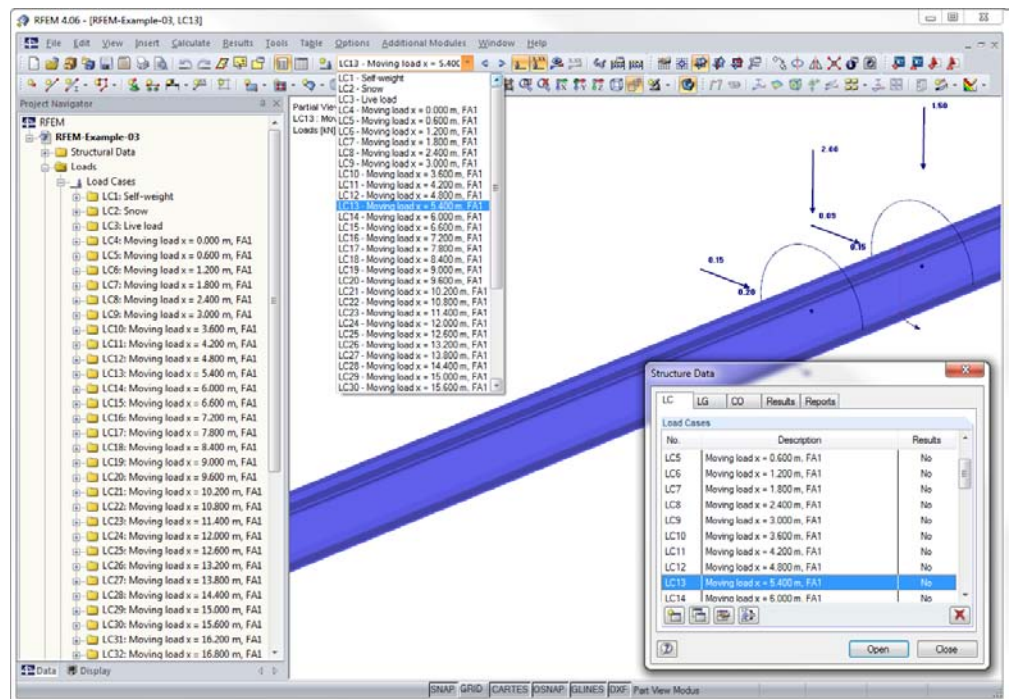 RFEM 4.06 - [RFEM-Example-03, LC13]
File Edit View Insert Calculate Results Tools Table Options Additional Modules Window Help
LC13 - Moving load x = 5.400
Project Navigator
RFEM
RFEM-Example-03
Structural Data
Loads
Load Cases
LC1: Self-weight
LC2: Snow
LC3: Live load
LC4: Moving load x = 0.000 m, FA1
LC5: Moving load x = 0.600 m, FA1
LC6: Moving load x = 1.200 m, FA1
LC7: Moving load x = 1.800 m, FA1
LC8: Moving load x = 2.400 m, FA1
LC9: Moving load x = 3.000 m, FA1
LC10: Moving load x = 3.600 m, FA1
LC11: Moving load x = 4.200 m, FA1
LC12: Moving load x = 4.800 m, FA1
LC13: Moving load x = 5.400 m, FA1
LC14: Moving load x = 6.000 m, FA1
LC15: Moving load x = 6.600 m, FA1
LC16: Moving load x = 7.200 m, FA1
LC17: Moving load x = 7.800 m, FA1
LC18: Moving load x = 8.400 m, FA1
LC19: Moving load x = 9.000 m, FA1
LC20: Moving load x = 9.600 m, FA1
LC21: Moving load x = 10.200 m, FA1
LC22: Moving load x = 10.800 m, FA1
LC23: Moving load x = 11.400 m, FA1
LC24: Moving load x = 12.000 m, FA1
LC25: Moving load x = 12.600 m, FA1
LC26: Moving load x = 13.200 m, FA1
LC27: Moving load x = 13.800 m, FA1
LC28: Moving load x = 14.400 m, FA1
LC29: Moving load x = 15.000 m, FA1
LC30: Moving load x = 15.600 m, FA1
LC31: Moving load x = 16.200 m, FA1
LC32: Moving load x = 16.800 m, FA1
Data Display
Partial Vie
LC13 : Mov
Loads [kN]
LC1 - Self-weight
LC2 - Snow
LC3 - Live load
LC4 - Moving load x = 0.000 m, FA1
LC5 - Moving load x = 0.600 m, FA1
LC6 - Moving load x = 1.200 m, FA1
LC7 - Moving load x = 1.800 m, FA1
LC8 - Moving load x = 2.400 m, FA1
LC9 - Moving load x = 3.000 m, FA1
LC10 - Moving load x = 3.600 m, FA1
LC11 - Moving load x = 4.200 m, FA1
LC12 - Moving load x = 4.800 m, FA1
LC13 - Moving load x = 5.400 m, FA1
LC14 - Moving load x = 6.000 m, FA1
LC15 - Moving load x = 6.600 m, FA1
LC16 - Moving load x = 7.200 m, FA1
LC17 - Moving load x = 7.800 m, FA1
LC18 - Moving load x = 8.400 m, FA1
LC19 - Moving load x = 9.000 m, FA1
LC20 - Moving load x = 9.600 m, FA1
LC21 - Moving load x = 10.200 m, FA1
LC22 - Moving load x = 10.800 m, FA1
LC23 - Moving load x = 11.400 m, FA1
LC24 - Moving load x = 12.000 m, FA1
LC25 - Moving load x = 12.600 m, FA1
LC26 - Moving load x = 13.200 m, FA1
LC27 - Moving load x = 13.800 m, FA1
LC28 - Moving load x = 14.400 m, FA1
LC29 - Moving load x = 15.000 m, FA1
LC30 - Moving load x = 15.600 m, FA1
1.50
2.00
0.09
0.15
0.15
0.20
Structure Data
LC LG CO Results Reports
Load Cases
No. Description Results
LC5 Moving load x = 0.600 m, FA1 No
LC6 Moving load x = 1.200 m, FA1 No
LC7 Moving load x = 1.800 m, FA1 No
LC8 Moving load x = 2.400 m, FA1 No
LC9 Moving load x = 3.000 m, FA1 No
LC10 Moving load x = 3.600 m, FA1 No
LC11 Moving load x = 4.200 m, FA1 No
LC12 Moving load x = 4.800 m, FA1 No
LC13 Moving load x = 5.400 m, FA1 No
LC14 Moving load x = 6.000 m, FA1 No
Open Close
SNAP GRID CARTES OSNAP GLINES DXF Part View Modus